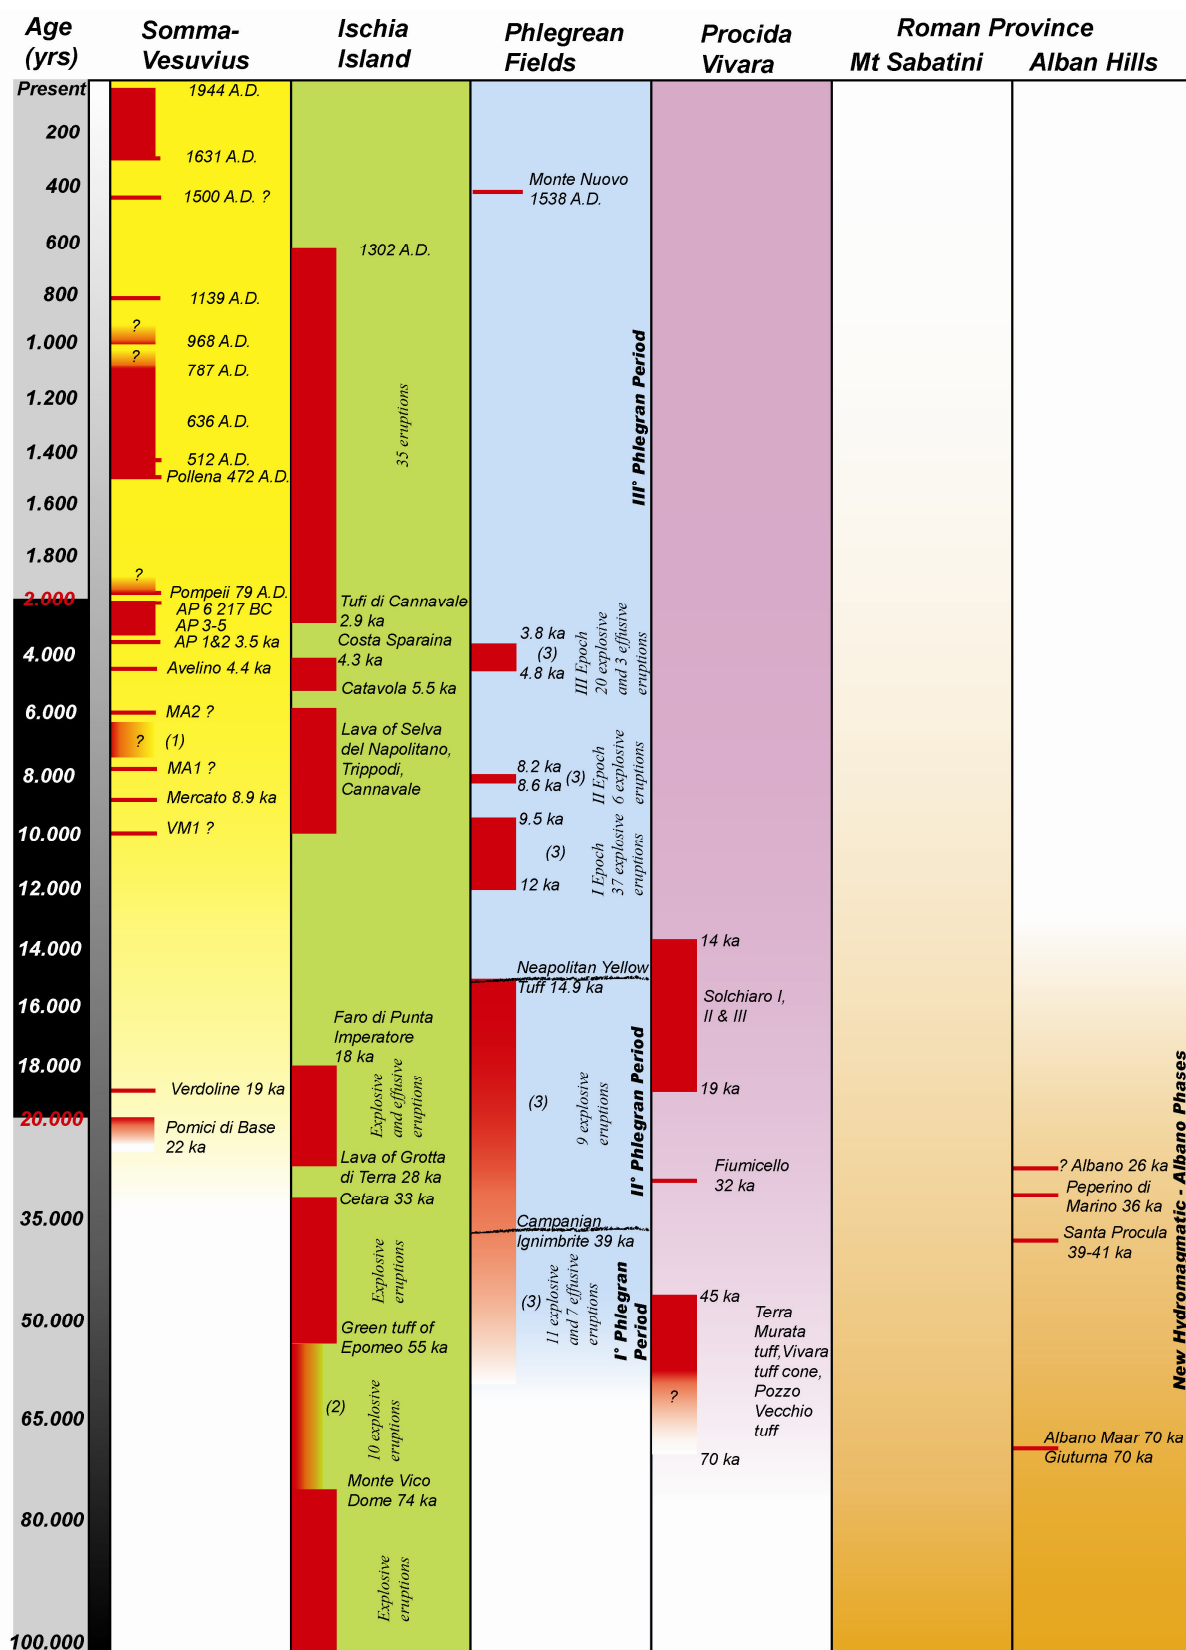 Age
(yrs)
Somma-
Vesuvius
Ischia
Island
Phlegrean
Fields
Procida
Vivara
Roman Province
Mt Sabatini
Alban Hills
Present
200
400
600
800
1.000
1.200
1.400
1.600
1.800
2.000
4.000
6.000
8.000
10.000
12.000
14.000
16.000
18.000
20.000
35.000
50.000
65.000
80.000
100.000
1944 A.D.
1631 A.D.
1500 A.D. ?
1139 A.D.
?
968 A.D.
?
787 A.D.
636 A.D.
512 A.D.
Pollena 472 A.D.
?
Pompeii 79 A.D.
AP 6 217 BC
AP 3-5
AP 1&2 3.5 ka
Avelino 4.4 ka
MA2 ?
? (1)
MA1 ?
Mercato 8.9 ka
VM1 ?
Verdoline 19 ka
Pomici di Base
22 ka
1302 A.D.
35 eruptions
Tufi di Cannavale
2.9 ka
Costa Sparaina
4.3 ka
Catavola 5.5 ka
Lava of Selva
del Napolitano,
Trippodi,
Cannavale
Faro di Punta
Imperatore
18 ka
Explosive
and effusive
eruptions
Lava of Grotta
di Terra 28 ka
Cetara 33 ka
Explosive
eruptions
Green tuff of
Epomeo 55 ka
(2)
10 explosive
eruptions
Monte Vico
Dome 74 ka
Explosive
eruptions
Monte Nuovo
1538 A.D.
III° Phlegran Period
3.8 ka
(3)
4.8 ka
III Epoch
20 explosive
and 3 effusive
eruptions
8.2 ka
8.6 ka
(3)
II Epoch
6 explosive
eruptions
9.5 ka
(3)
12 ka
I Epoch
37 explosive
eruptions
Neapolitan Yellow
Tuff 14.9 ka
(3)
9 explosive
eruptions
II° Phlegran Period
Campanian
Ignimbrite 39 ka
(3)
11 explosive
and 7 effusive
eruptions
I° Phlegran
Period
14 ka
Solchiaro I,
II & III
19 ka
Fiumicello
32 ka
45 ka
Terra
Murata
tuff,Vivara
tuff cone,
Pozzo
Vecchio
tuff
?
70 ka
? Albano 26 ka
Peperino di
Marino 36 ka
Santa Procula
39-41 ka
Albano Maar 70 ka
Giuturna 70 ka
New Hydromagmatic - Albano Phases